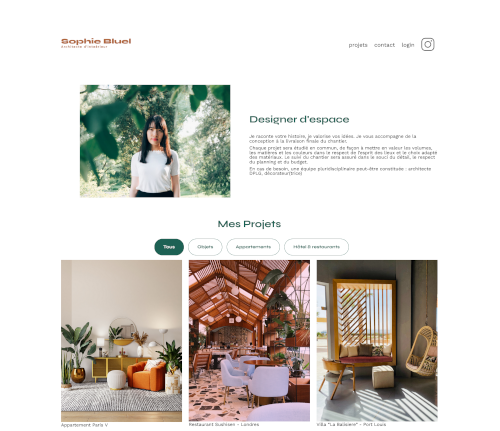 Sophie Bluel
architecte d'intérieur
projets contact login
Designer d'espace
Je raconte votre histoire, je valorise vos idées. Je vous accompagne de la
conception à la livraison finale du chantier.
Chaque projet sera étudié en commun, de façon à mettre en valeur les volumes,
les matières et les couleurs dans le respect de l'esprit des lieux et le choix adapté
des matériaux. Le suivi du chantier sera assuré dans le souci du détail, le respect
du planning et du budget.
En cas de besoin, une équipe pluridisciplinaire peut-être constituée : architecte
DPLG, décorateur(trice)
Mes Projets
Tous
Objets
Appartements
Hôtel & restaurants
Appartement Paris V
Restaurant Sushisen - Londres
Villa "La Balisière" - Port Louis